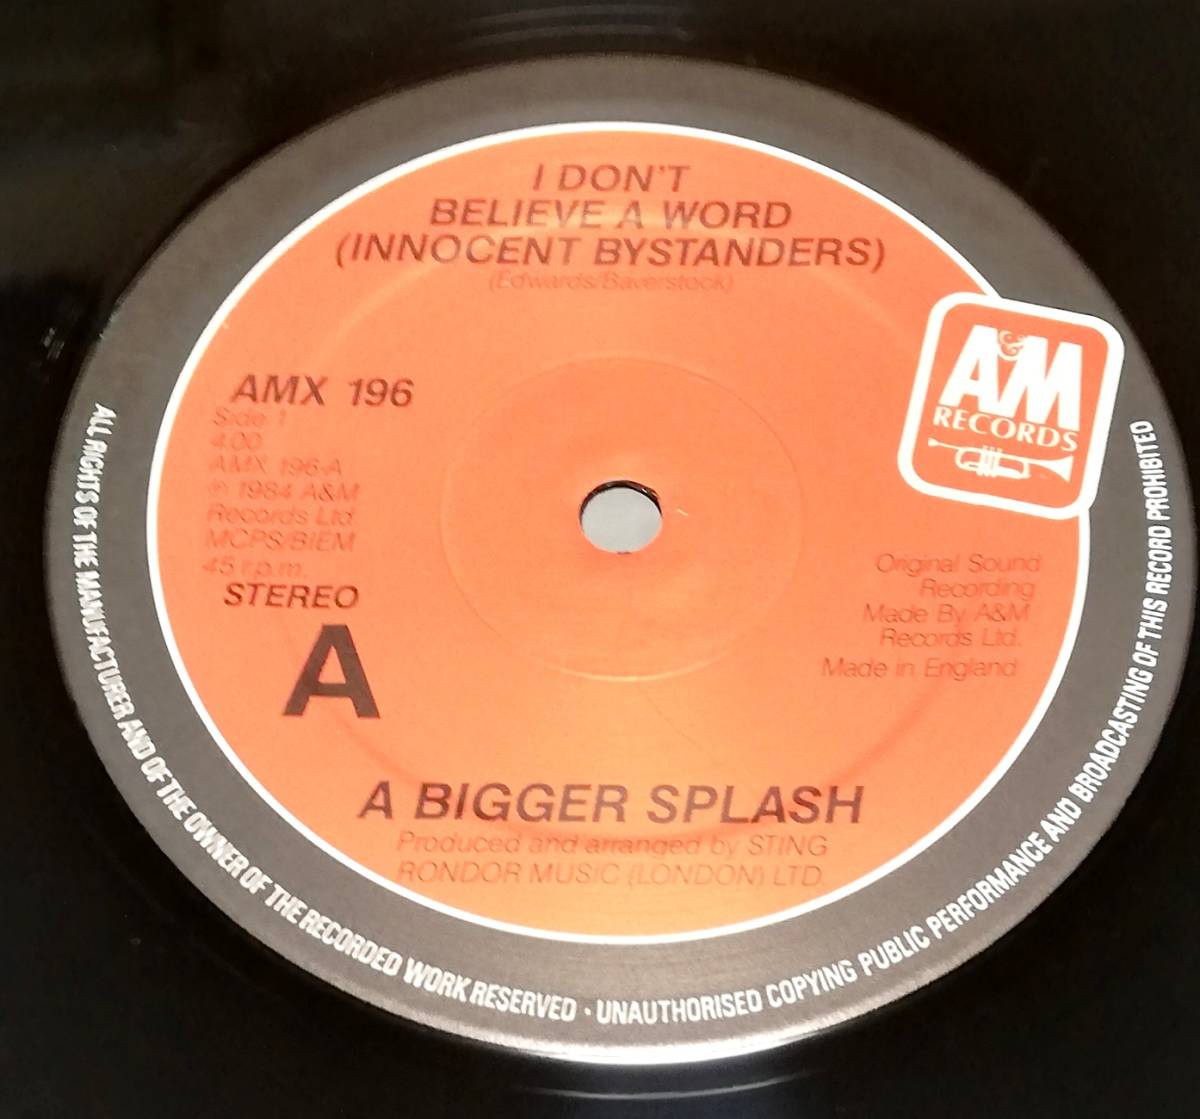 I DON'T
BELIEVE A WORD
(INNOCENT BYSTANDERS)
(Edwards/Baverstock)
A&M
RECORDS
AMX 196
Side 1
4.00
AMX 196-A
℗ 1984 A&M
Records Ltd.
MCPS/BIEM
45 r.p.m.
STEREO
A
Original Sound
Recording
Made By A&M
Records Ltd.
Made in England
A BIGGER SPLASH
Produced and arranged by STING
RONDOR MUSIC (LONDON) LTD.
ALL RIGHTS OF THE MANUFACTURER AND OF THE OWNER OF THE RECORDED WORK RESERVED · UNAUTHORISED COPYING PUBLIC PERFORMANCE AND BROADCASTING OF THIS RECORD PROHIBITED